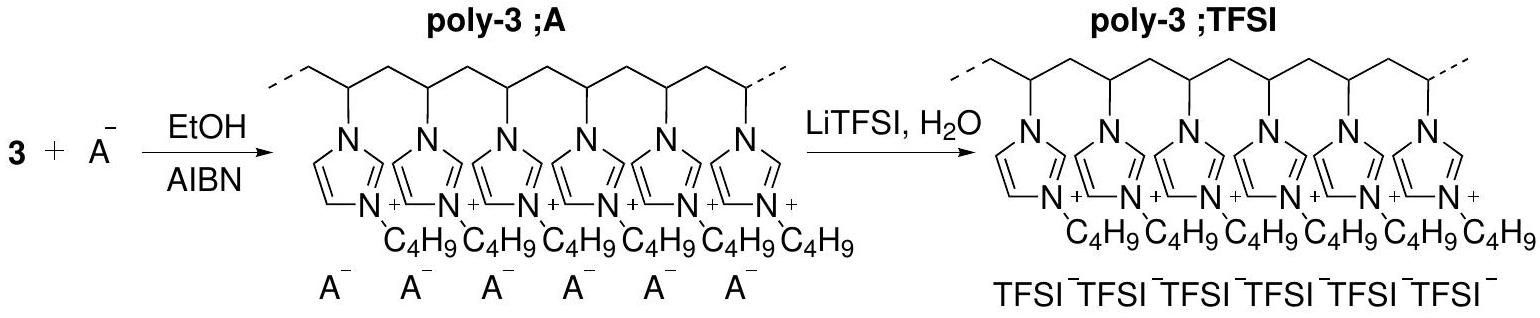 poly-3 ;A
poly-3 ;TFSI
3 + A⁻
EtOH
AIBN
LiTFSI, H₂O
N N N N N N
N N N N N N
N⁺ N⁺ N⁺ N⁺ N⁺ N⁺
N⁺ N⁺ N⁺ N⁺ N⁺ N⁺
C₄H₉ C₄H₉ C₄H₉ C₄H₉ C₄H₉ C₄H₉
C₄H₉ C₄H₉ C₄H₉ C₄H₉ C₄H₉ C₄H₉
A⁻ A⁻ A⁻ A⁻ A⁻ A⁻
TFSI⁻ TFSI⁻ TFSI⁻ TFSI⁻ TFSI⁻ TFSI⁻